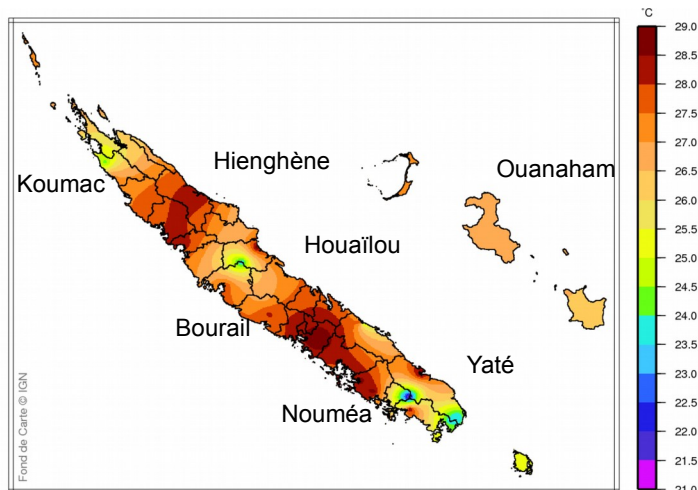 °C
29.0
28.5
28.0
27.5
27.0
26.5
26.0
25.5
25.0
24.5
24.0
23.5
23.0
22.5
22.0
21.5
21.0
Hienghène
Ouanaham
Koumac
Houaïlou
Bourail
Yaté
Nouméa
Fond de Carte © IGN